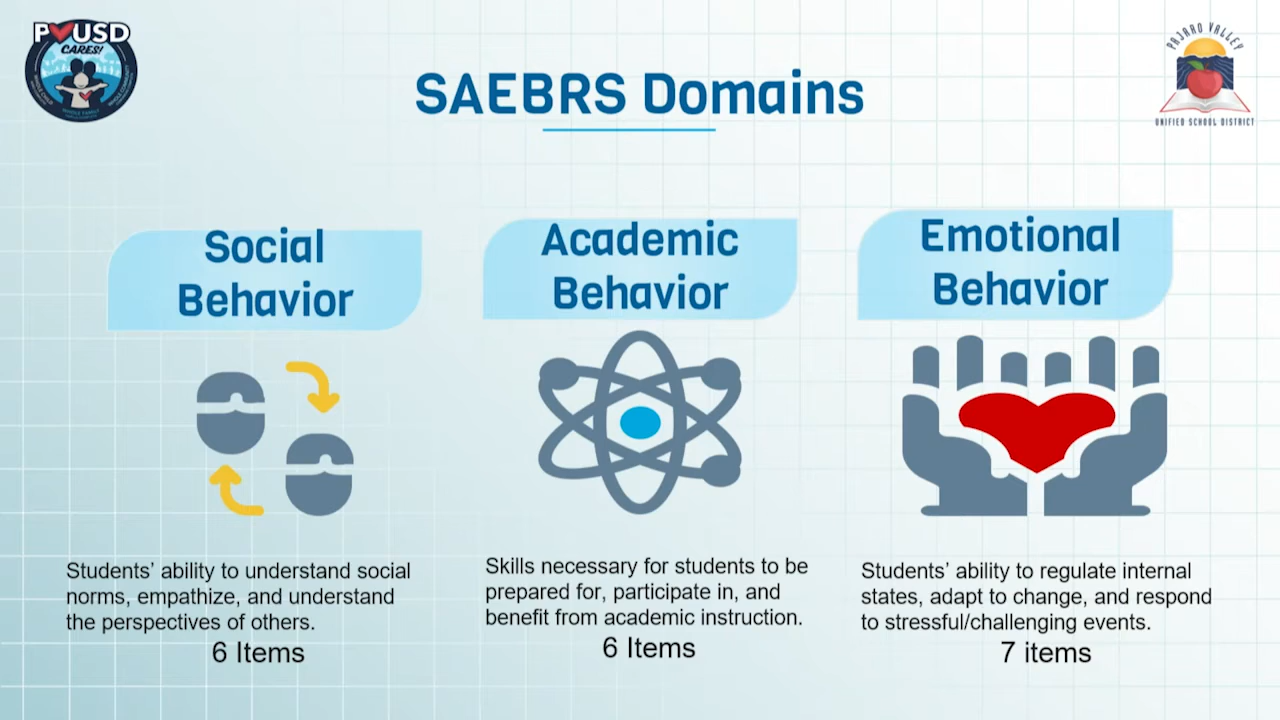 PVUSD
CARES!
PAJARO VALLEY
UNIFIED SCHOOL DISTRICT
SAEBRS Domains
Social
Behavior
Academic
Behavior
Emotional
Behavior
Students’ ability to understand social
norms, empathize, and understand
the perspectives of others.
6 Items
Skills necessary for students to be
prepared for, participate in, and
benefit from academic instruction.
6 Items
Students’ ability to regulate internal
states, adapt to change, and respond
to stressful/challenging events.
7 items